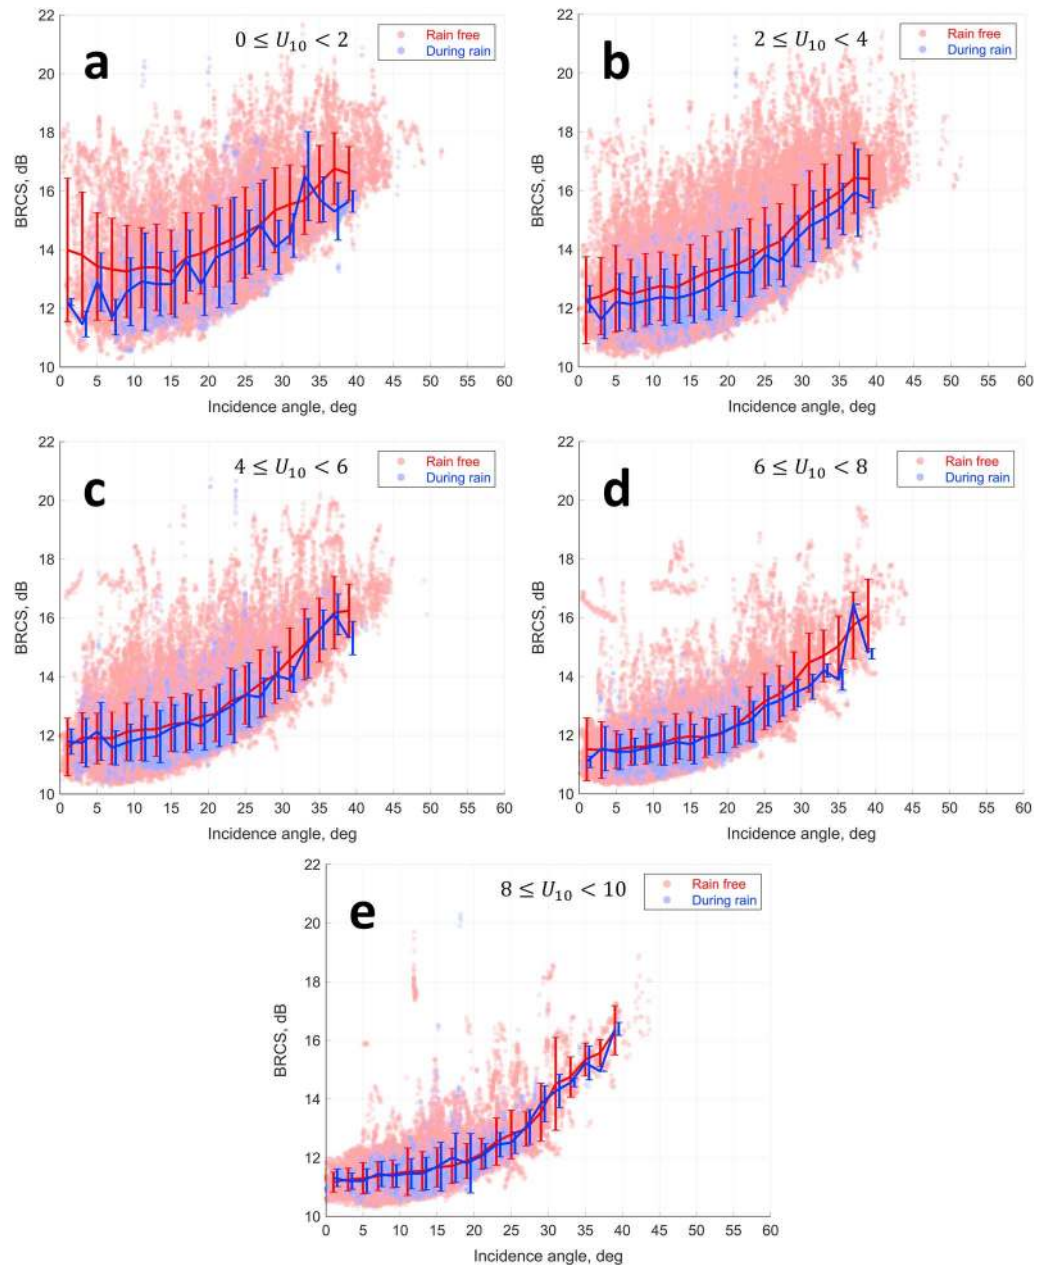 a
0 ≤ U₁₀ < 2
Rain free
During rain
22
20
18
16
14
12
10
BRCS, dB
0 5 10 15 20 25 30 35 40 45 50 55 60
Incidence angle, deg
b
2 ≤ U₁₀ < 4
Rain free
During rain
22
20
18
16
14
12
10
BRCS, dB
0 5 10 15 20 25 30 35 40 45 50 55 60
Incidence angle, deg
c
4 ≤ U₁₀ < 6
Rain free
During rain
22
20
18
16
14
12
10
BRCS, dB
0 5 10 15 20 25 30 35 40 45 50 55 60
Incidence angle, deg
d
6 ≤ U₁₀ < 8
Rain free
During rain
22
20
18
16
14
12
10
BRCS, dB
0 5 10 15 20 25 30 35 40 45 50 55 60
Incidence angle, deg
e
8 ≤ U₁₀ < 10
Rain free
During rain
22
20
18
16
14
12
10
BRCS, dB
0 5 10 15 20 25 30 35 40 45 50 55 60
Incidence angle, deg